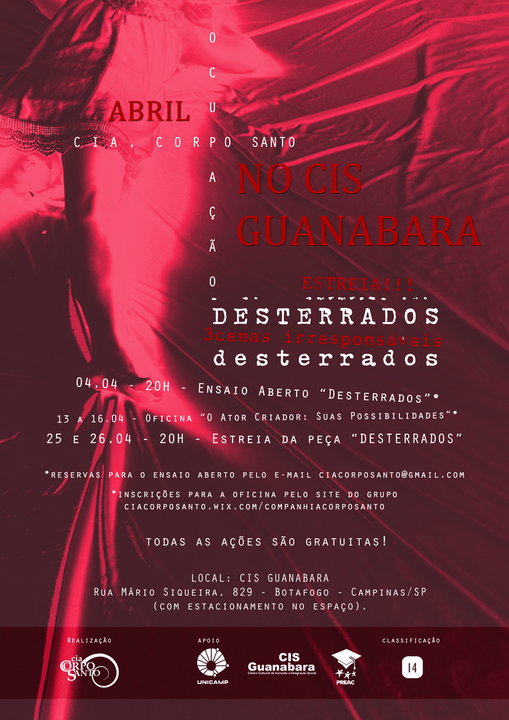 OCUPAÇÃO
ABRIL
CIA. CORPO SANTO
NO CIS
GUANABARA
ESTREIA!!!
DESTERRADOS
3cenas irresponsáveis
desterrados
04.04 - 20H - ENSAIO ABERTO “DESTERRADOS”*
13 A 16.04 - OFICINA “O ATOR CRIADOR: SUAS POSSIBILIDADES”*
25 E 26.04 - 20H - ESTREIA DA PEÇA “DESTERRADOS”
*RESERVAS PARA O ENSAIO ABERTO PELO E-MAIL CIACORPOSANTO@GMAIL.COM
*INSCRIÇÕES PARA A OFICINA PELO SITE DO GRUPO
CIACORPOSANTO.WIX.COM/COMPANHIACORPOSANTO
TODAS AS AÇÕES SÃO GRATUITAS!
LOCAL: CIS GUANABARA
RUA MÁRIO SIQUEIRA, 829 - BOTAFOGO - CAMPINAS/SP
(COM ESTACIONAMENTO NO ESPAÇO).
REALIZAÇÃO
APOIO
CLASSIFICAÇÃO
cia
CORPO
SANTO
UNICAMP
CIS
Guanabara
Centro Cultural de Inclusão e Integração Social
PREAC
14